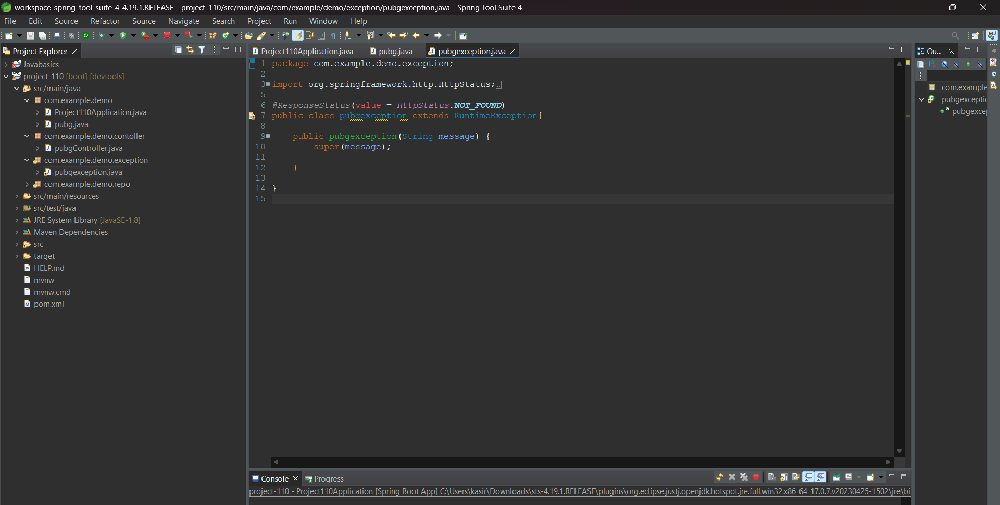 workspace-spring-tool-suite-4-4.19.1.RELEASE - project-110/src/main/java/com/example/demo/exception/pubgexception.java - Spring Tool Suite 4
File Edit Source Refactor Source Navigate Search Project Run Window Help
Project Explorer
Javabasics
project-110 [boot] [devtools]
src/main/java
com.example.demo
Project110Application.java
pubg.java
com.example.demo.contoller
pubgController.java
com.example.demo.exception
pubgexception.java
com.example.demo.repo
src/main/resources
src/test/java
JRE System Library [JavaSE-1.8]
Maven Dependencies
src
target
HELP.md
mvnw
mvnw.cmd
pom.xml
Project110Application.java pubg.java pubgexception.java
1 package com.example.demo.exception;
2
3 import org.springframework.http.HttpStatus;
5
6 @ResponseStatus(value = HttpStatus.NOT_FOUND)
7 public class pubgexception extends RuntimeException{
8
9 public pubgexception(String message) {
10 super(message);
11
12 }
13
14 }
15
Ou...
com.example
pubgexceptic
pubgexcep
Console Progress
project-110 - Project110Application [Spring Boot App] C:\Users\kasir\Downloads\sts-4.19.1.RELEASE\plugins\org.eclipse.justj.openjdk.hotspot.jre.full.win32.x86_64_17.0.7.v20230425-1502\jre\bi